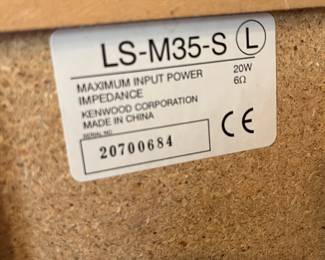 LS-M35-S L
MAXIMUM INPUT POWER 20W
IMPEDANCE 6Ω
KENWOOD CORPORATION
MADE IN CHINA
SERIAL NO.
20700684
CE